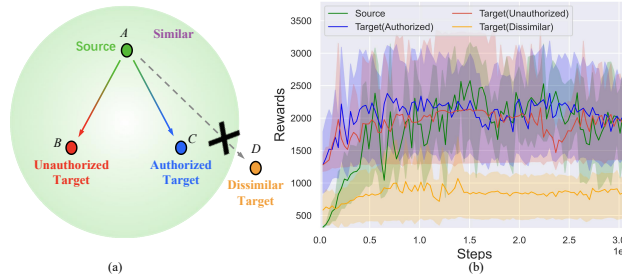 A
Source
Similar
B
C
D
Unauthorized
Target
Authorized
Target
Dissimilar
Target
(a)
Source
Target(Authorized)
Target(Unauthorized)
Target(Dissimilar)
Rewards
3000
2500
2000
1500
1000
500
0.0
0.5
1.0
1.5
2.0
2.5
3.0
1e
Steps
(b)